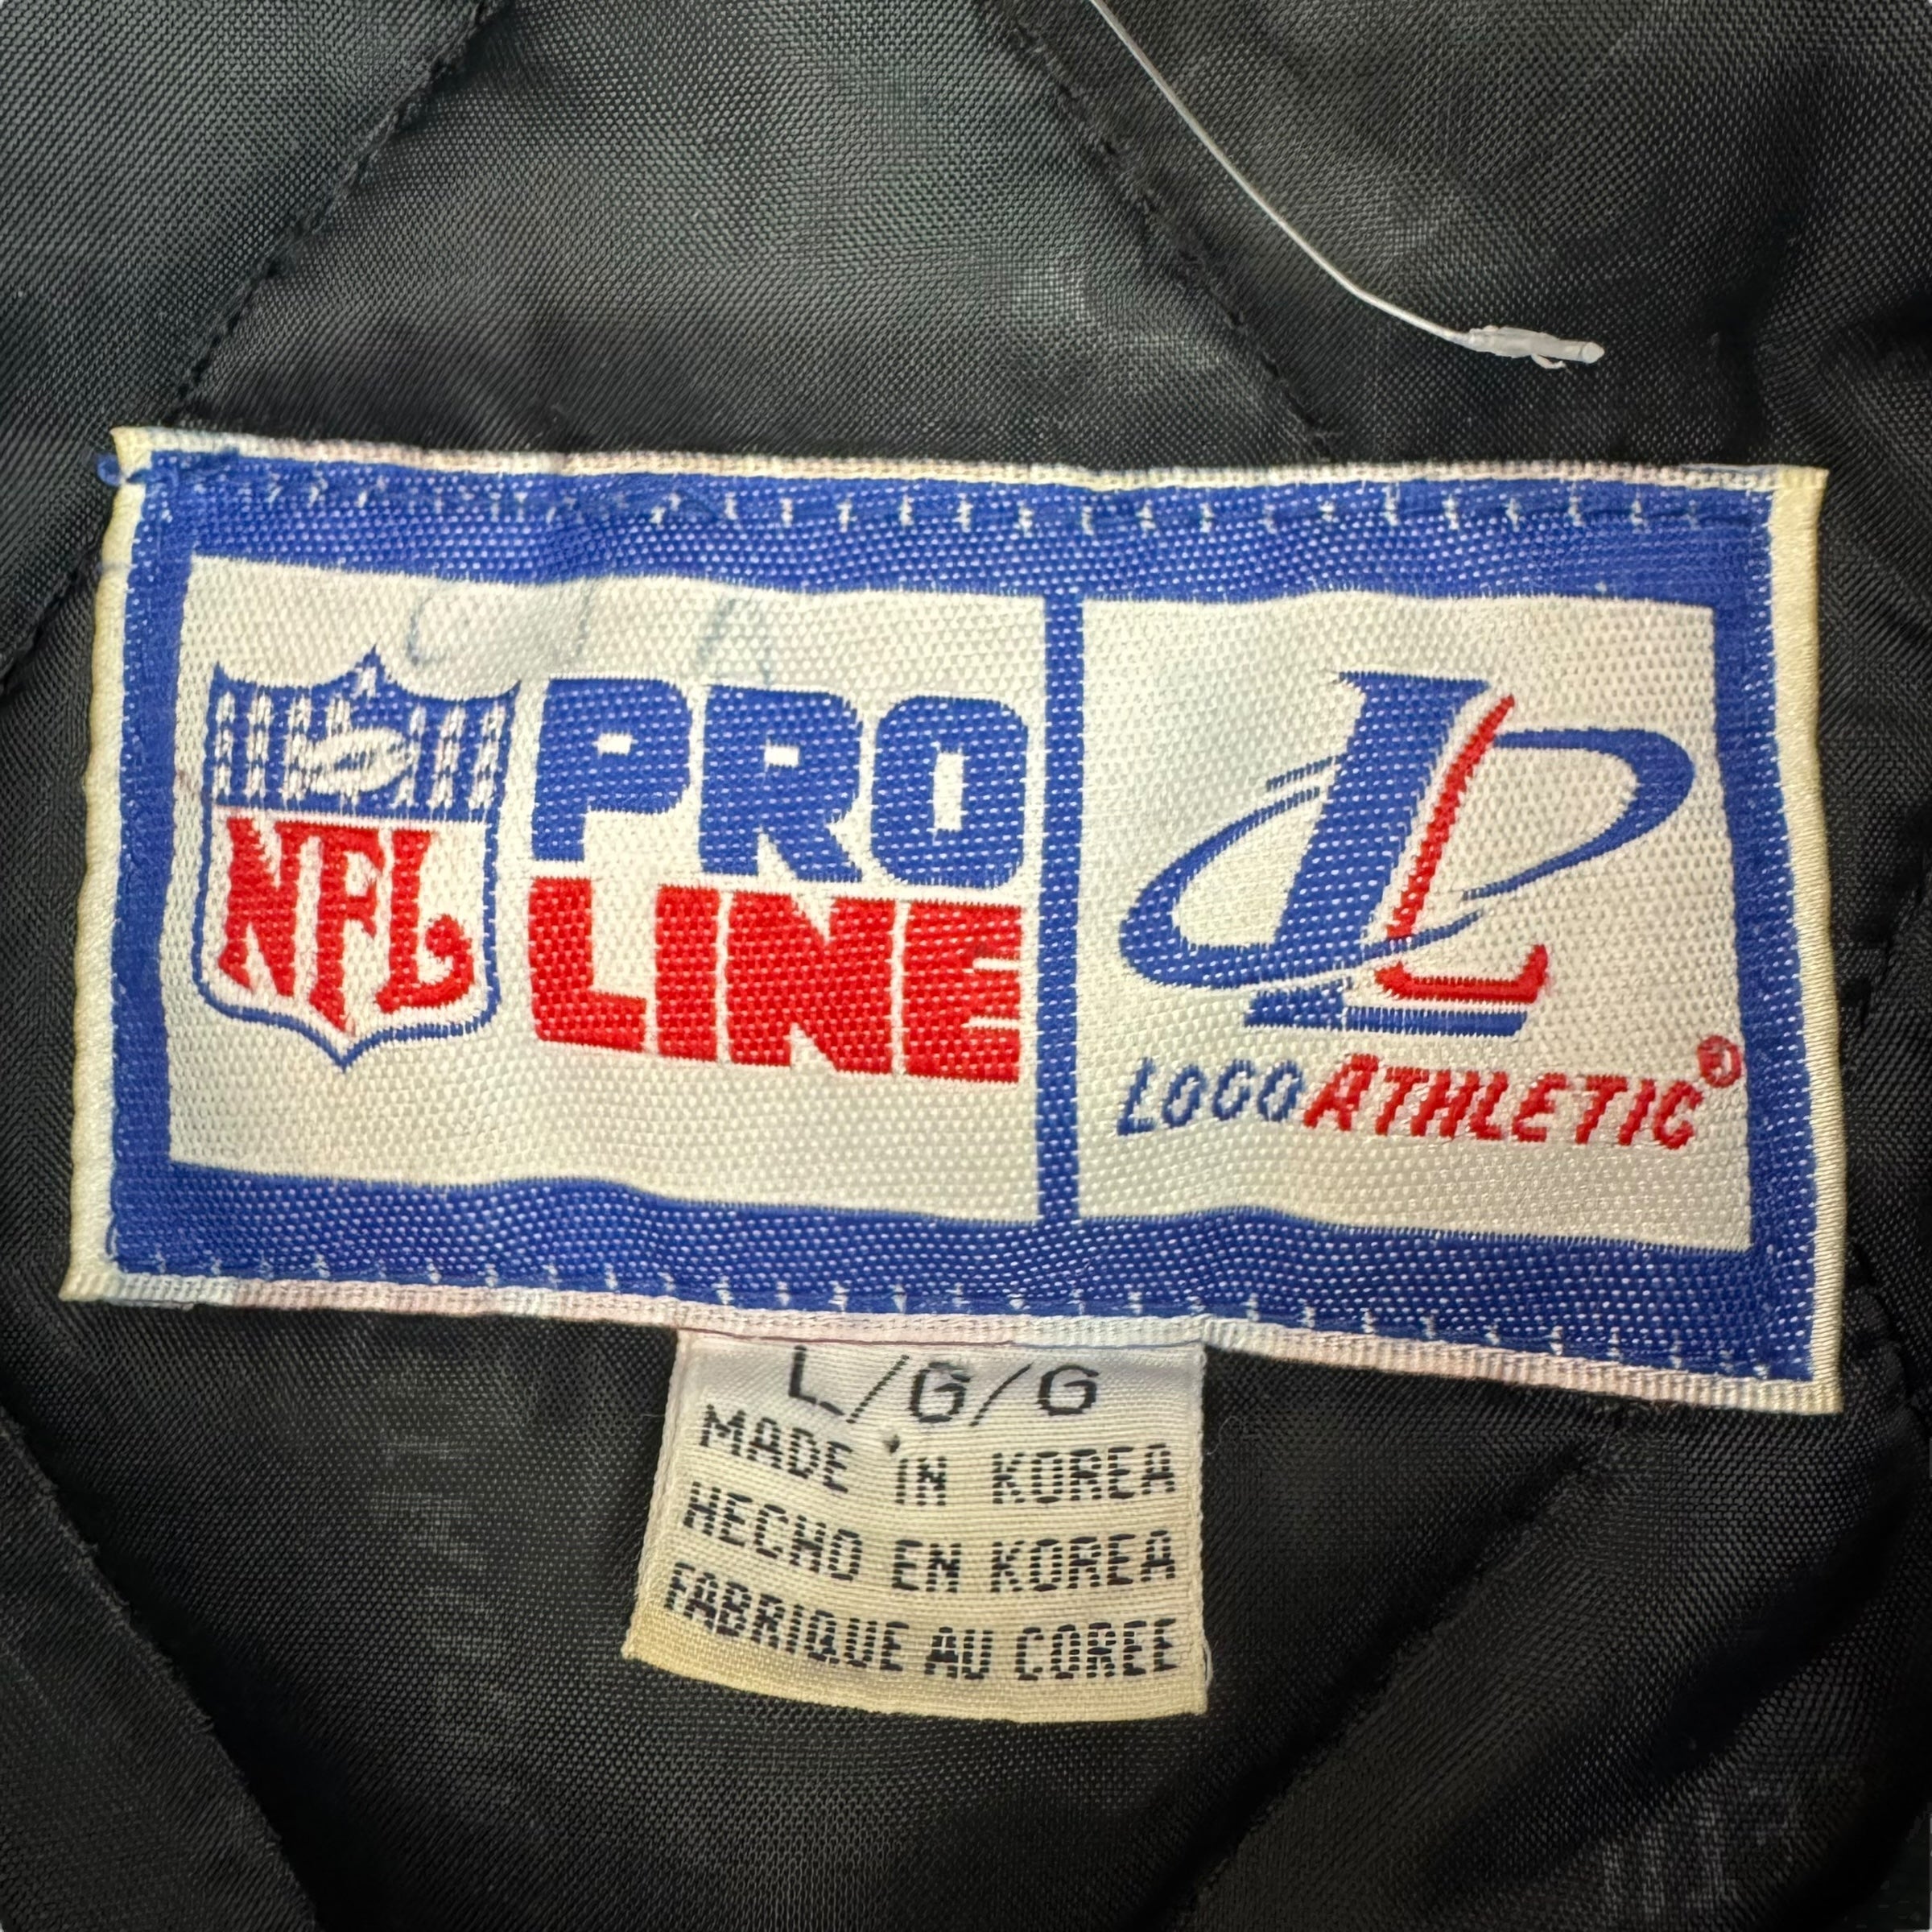 NFL
PRO
LINE
LOGO ATHLETIC®
L/G/G
MADE IN KOREA
HECHO EN KOREA
FABRIQUE AU COREE